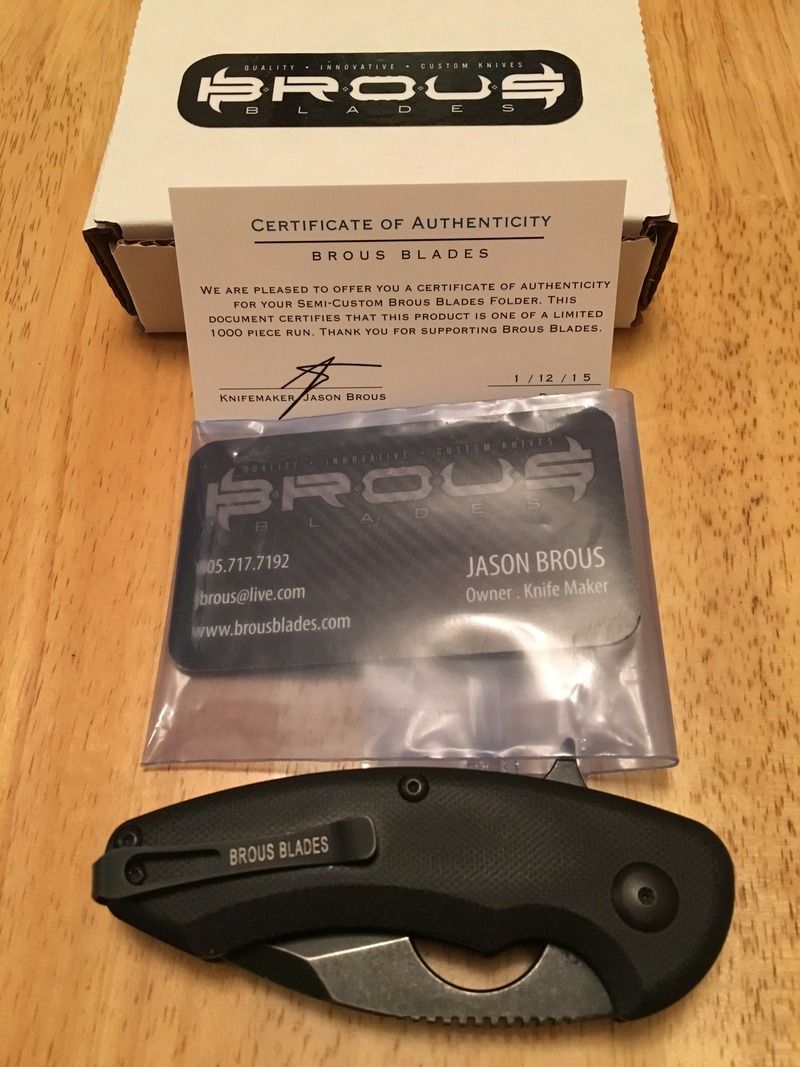 QUALITY • INNOVATIVE • CUSTOM KNIVES
BROUS
BLADES
CERTIFICATE OF AUTHENTICITY
BROUS BLADES
WE ARE PLEASED TO OFFER YOU A CERTIFICATE OF AUTHENTICITY
FOR YOUR SEMI-CUSTOM BROUS BLADES FOLDER. THIS
DOCUMENT CERTIFIES THAT THIS PRODUCT IS ONE OF A LIMITED
1000 PIECE RUN. THANK YOU FOR SUPPORTING BROUS BLADES.
1 / 12 / 15
KNIFEMAKER, JASON BROUS
QUALITY • INNOVATIVE • CUSTOM KNIVES
BROUS
BLADES
05.717.7192
JASON BROUS
brous@live.com
Owner . Knife Maker
www.brousblades.com
BROUS BLADES